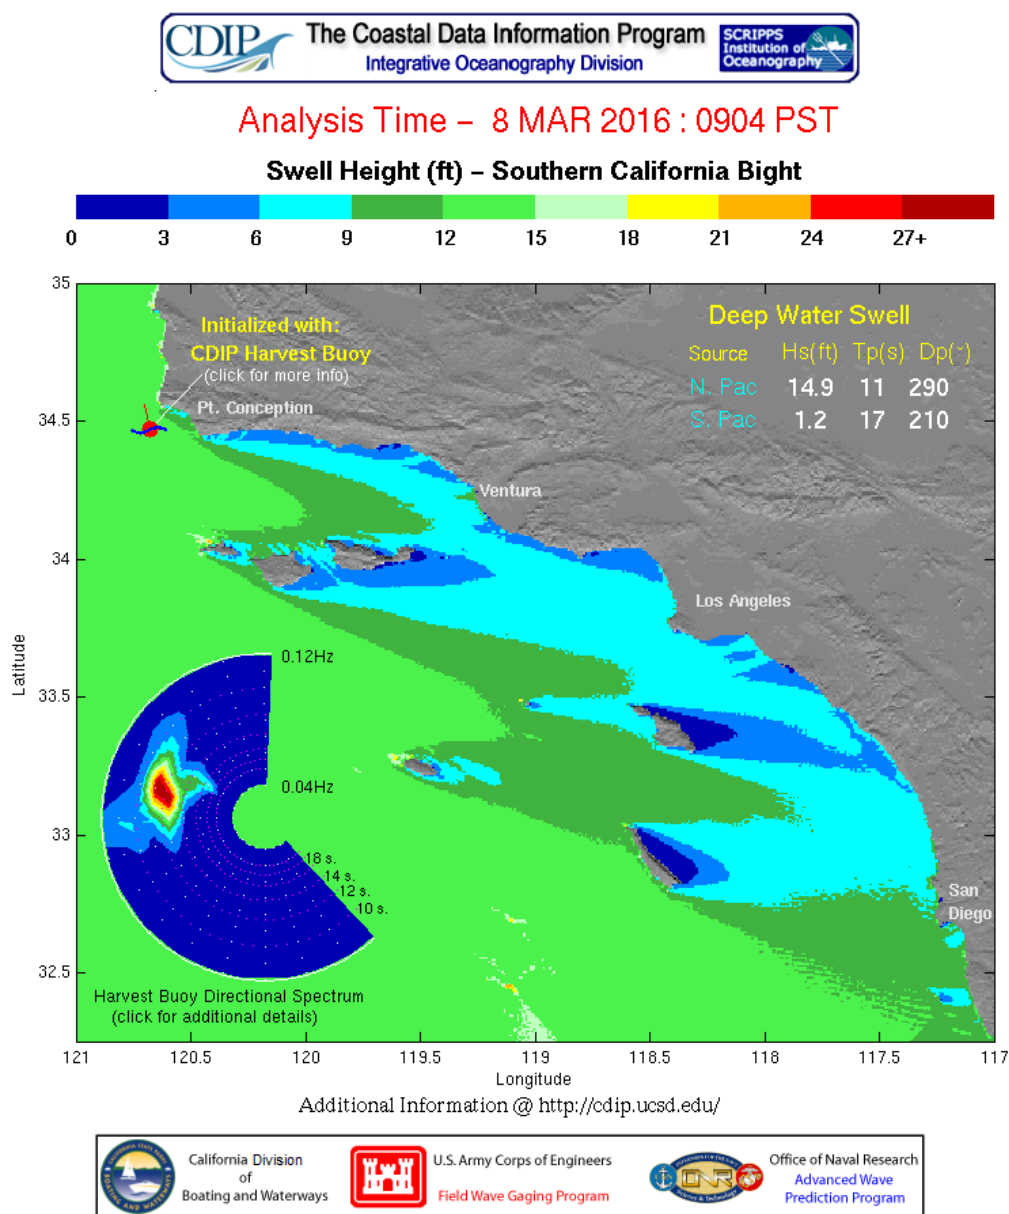 CDIP
The Coastal Data Information Program
Integrative Oceanography Division
SCRIPPS
Institution of
Oceanography
Analysis Time – 8 MAR 2016 : 0904 PST
Swell Height (ft) – Southern California Bight
0 3 6 9 12 15 18 21 24 27+
35
34.5
34
33.5
33
32.5
Latitude
Initialized with:
CDIP Harvest Buoy
(click for more info)
Pt. Conception
Deep Water Swell
Source Hs(ft) Tp(s) Dp(˘)
N. Pac 14.9 11 290
S. Pac 1.2 17 210
Ventura
Los Angeles
San
Diego
0.12Hz
0.04Hz
18 s.
14 s.
12 s.
10 s.
Harvest Buoy Directional Spectrum
(click for additional details)
121 120.5 120 119.5 119 118.5 118 117.5 117
Longitude
Additional Information @ http://cdip.ucsd.edu/
California Division
of
Boating and Waterways
U.S. Army Corps of Engineers
Field Wave Gaging Program
Office of Naval Research
Advanced Wave
Prediction Program